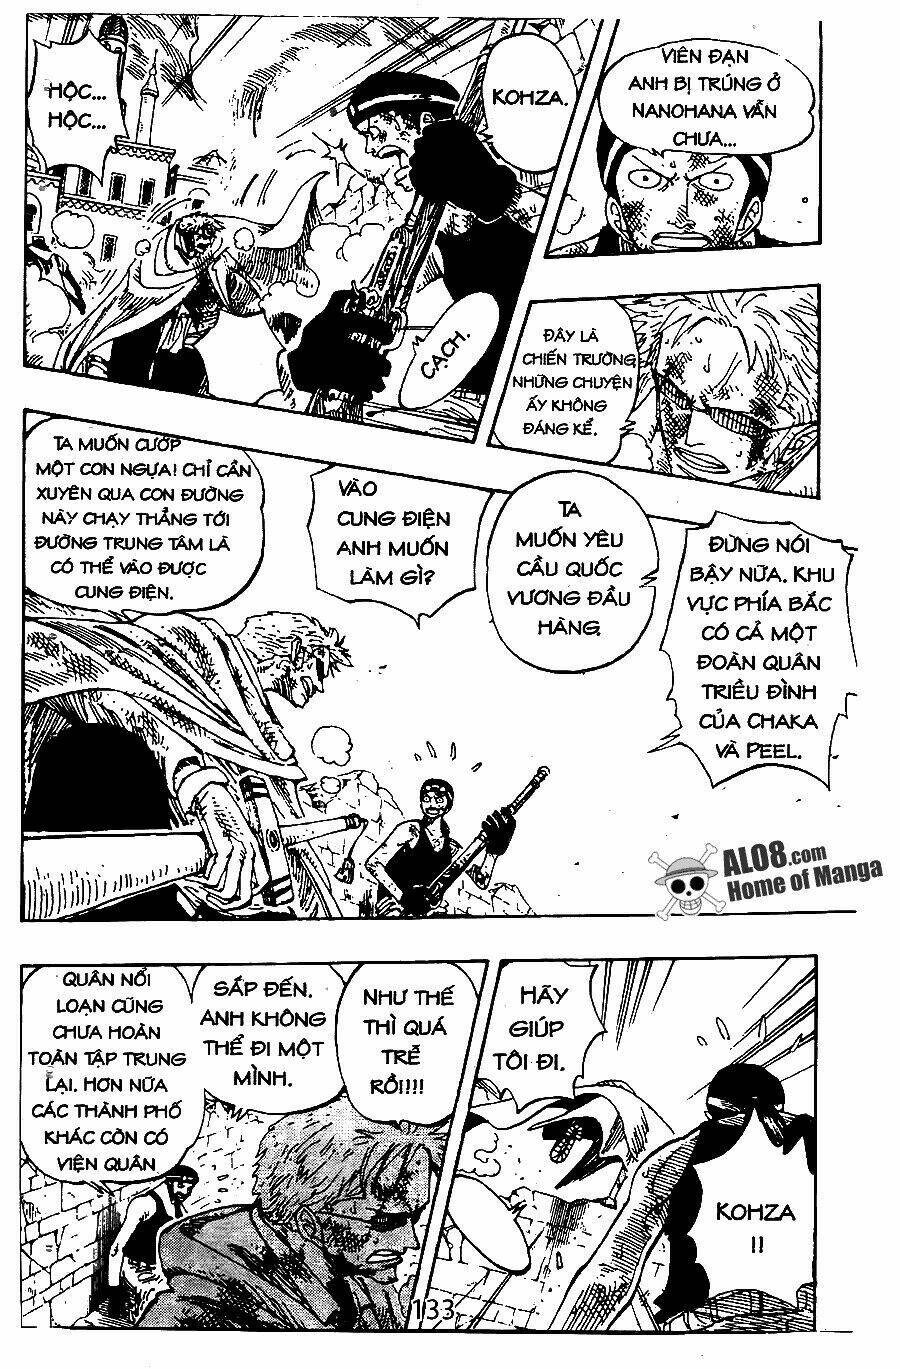 VIÊN ĐẠN
ANH BỊ TRÚNG Ở
NANOHANA VẪN
CHƯA...
KOHZA.
HỘC...
HỘC...
CẠCH.
ĐÂY LÀ
CHIẾN TRƯỜNG
NHỮNG CHUYỆN
ẤY KHÔNG
ĐÁNG KỂ.
ĐỪNG NÓI
BẬY NỮA. KHU
VỰC PHÍA BẮC
CÓ CẢ MỘT
ĐOÀN QUÂN
TRIỀU ĐÌNH
CỦA CHAKA
VÀ PEEL.
TA
MUỐN YÊU
CẦU QUỐC
VƯƠNG ĐẦU
HÀNG.
VÀO
CUNG ĐIỆN
ANH MUỐN
LÀM GÌ?
TA MUỐN CƯỚP
MỘT CON NGỰA! CHỈ CẦN
XUYÊN QUA CON ĐƯỜNG
NÀY CHẠY THẲNG TỚI
ĐƯỜNG TRUNG TÂM LÀ
CÓ THỂ VÀO ĐƯỢC
CUNG ĐIỆN.
AL08.com
Home of Manga
HÃY
GIÚP
TÔI ĐI.
KOHZA
!!
NHƯ THẾ
THÌ QUÁ
TRỄ
RỒI!!!!
SẮP ĐẾN.
ANH KHÔNG
THỂ ĐI MỘT
MÌNH.
QUÂN NỔI
LOẠN CŨNG
CHƯA HOÀN
TOÀN TẬP TRUNG
LẠI. HƠN NỮA
CÁC THÀNH PHỐ
KHÁC CÒN CÓ
VIỆN QUÂN
133